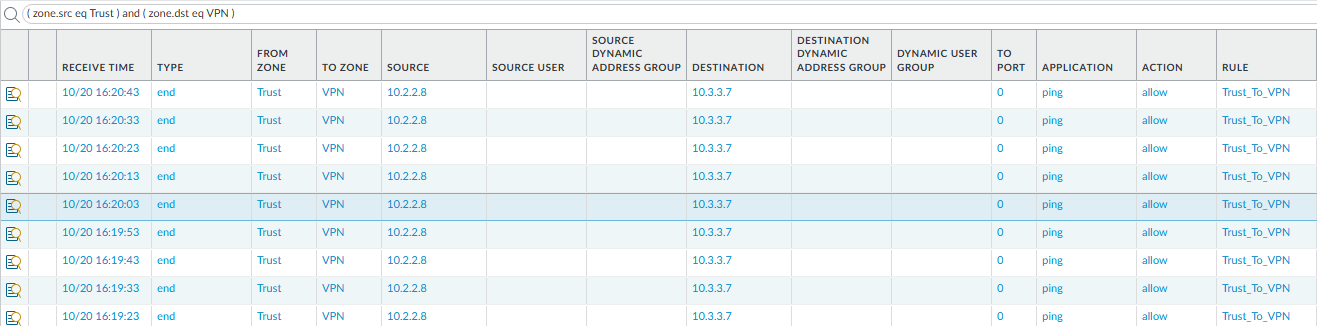 ( zone.src eq Trust ) and ( zone.dst eq VPN )
RECEIVE TIME TYPE FROM ZONE TO ZONE SOURCE SOURCE USER SOURCE DYNAMIC ADDRESS GROUP DESTINATION DESTINATION DYNAMIC ADDRESS GROUP DYNAMIC USER GROUP TO PORT APPLICATION ACTION RULE
10/20 16:20:43 end Trust VPN 10.2.2.8 10.3.3.7 0 ping allow Trust_To_VPN
10/20 16:20:33 end Trust VPN 10.2.2.8 10.3.3.7 0 ping allow Trust_To_VPN
10/20 16:20:23 end Trust VPN 10.2.2.8 10.3.3.7 0 ping allow Trust_To_VPN
10/20 16:20:13 end Trust VPN 10.2.2.8 10.3.3.7 0 ping allow Trust_To_VPN
10/20 16:20:03 end Trust VPN 10.2.2.8 10.3.3.7 0 ping allow Trust_To_VPN
10/20 16:19:53 end Trust VPN 10.2.2.8 10.3.3.7 0 ping allow Trust_To_VPN
10/20 16:19:43 end Trust VPN 10.2.2.8 10.3.3.7 0 ping allow Trust_To_VPN
10/20 16:19:33 end Trust VPN 10.2.2.8 10.3.3.7 0 ping allow Trust_To_VPN
10/20 16:19:23 end Trust VPN 10.2.2.8 10.3.3.7 0 ping allow Trust_To_VPN